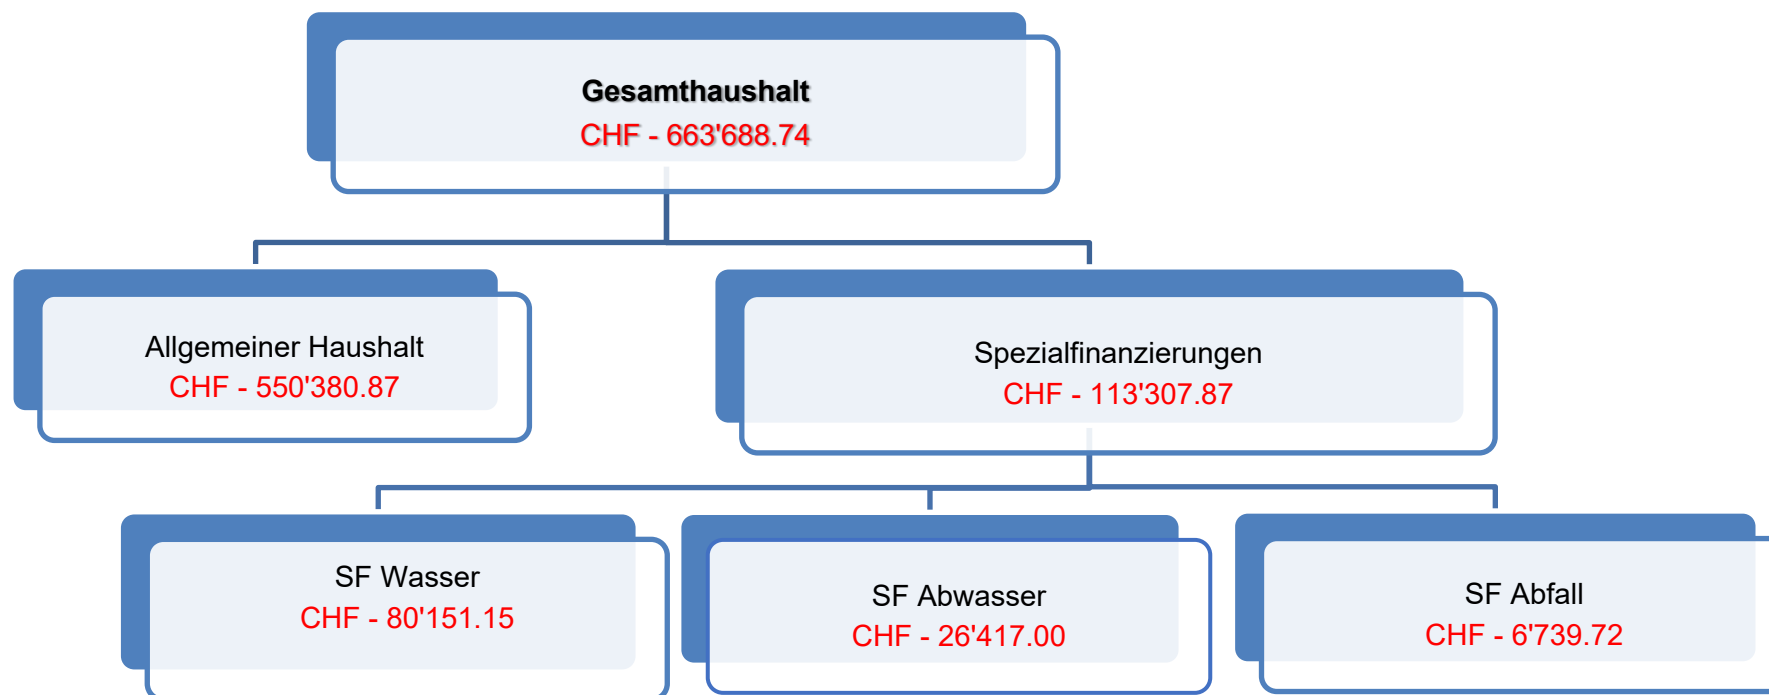 Gesamthaushalt
CHF - 663'688.74
Allgemeiner Haushalt
CHF - 550'380.87
Spezialfinanzierungen
CHF - 113'307.87
SF Wasser
CHF - 80'151.15
SF Abwasser
CHF - 26'417.00
SF Abfall
CHF - 6'739.72